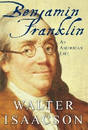 Benjamin
Franklin
AN
AMERICAN
LIFE
WALTER
ISAACSON